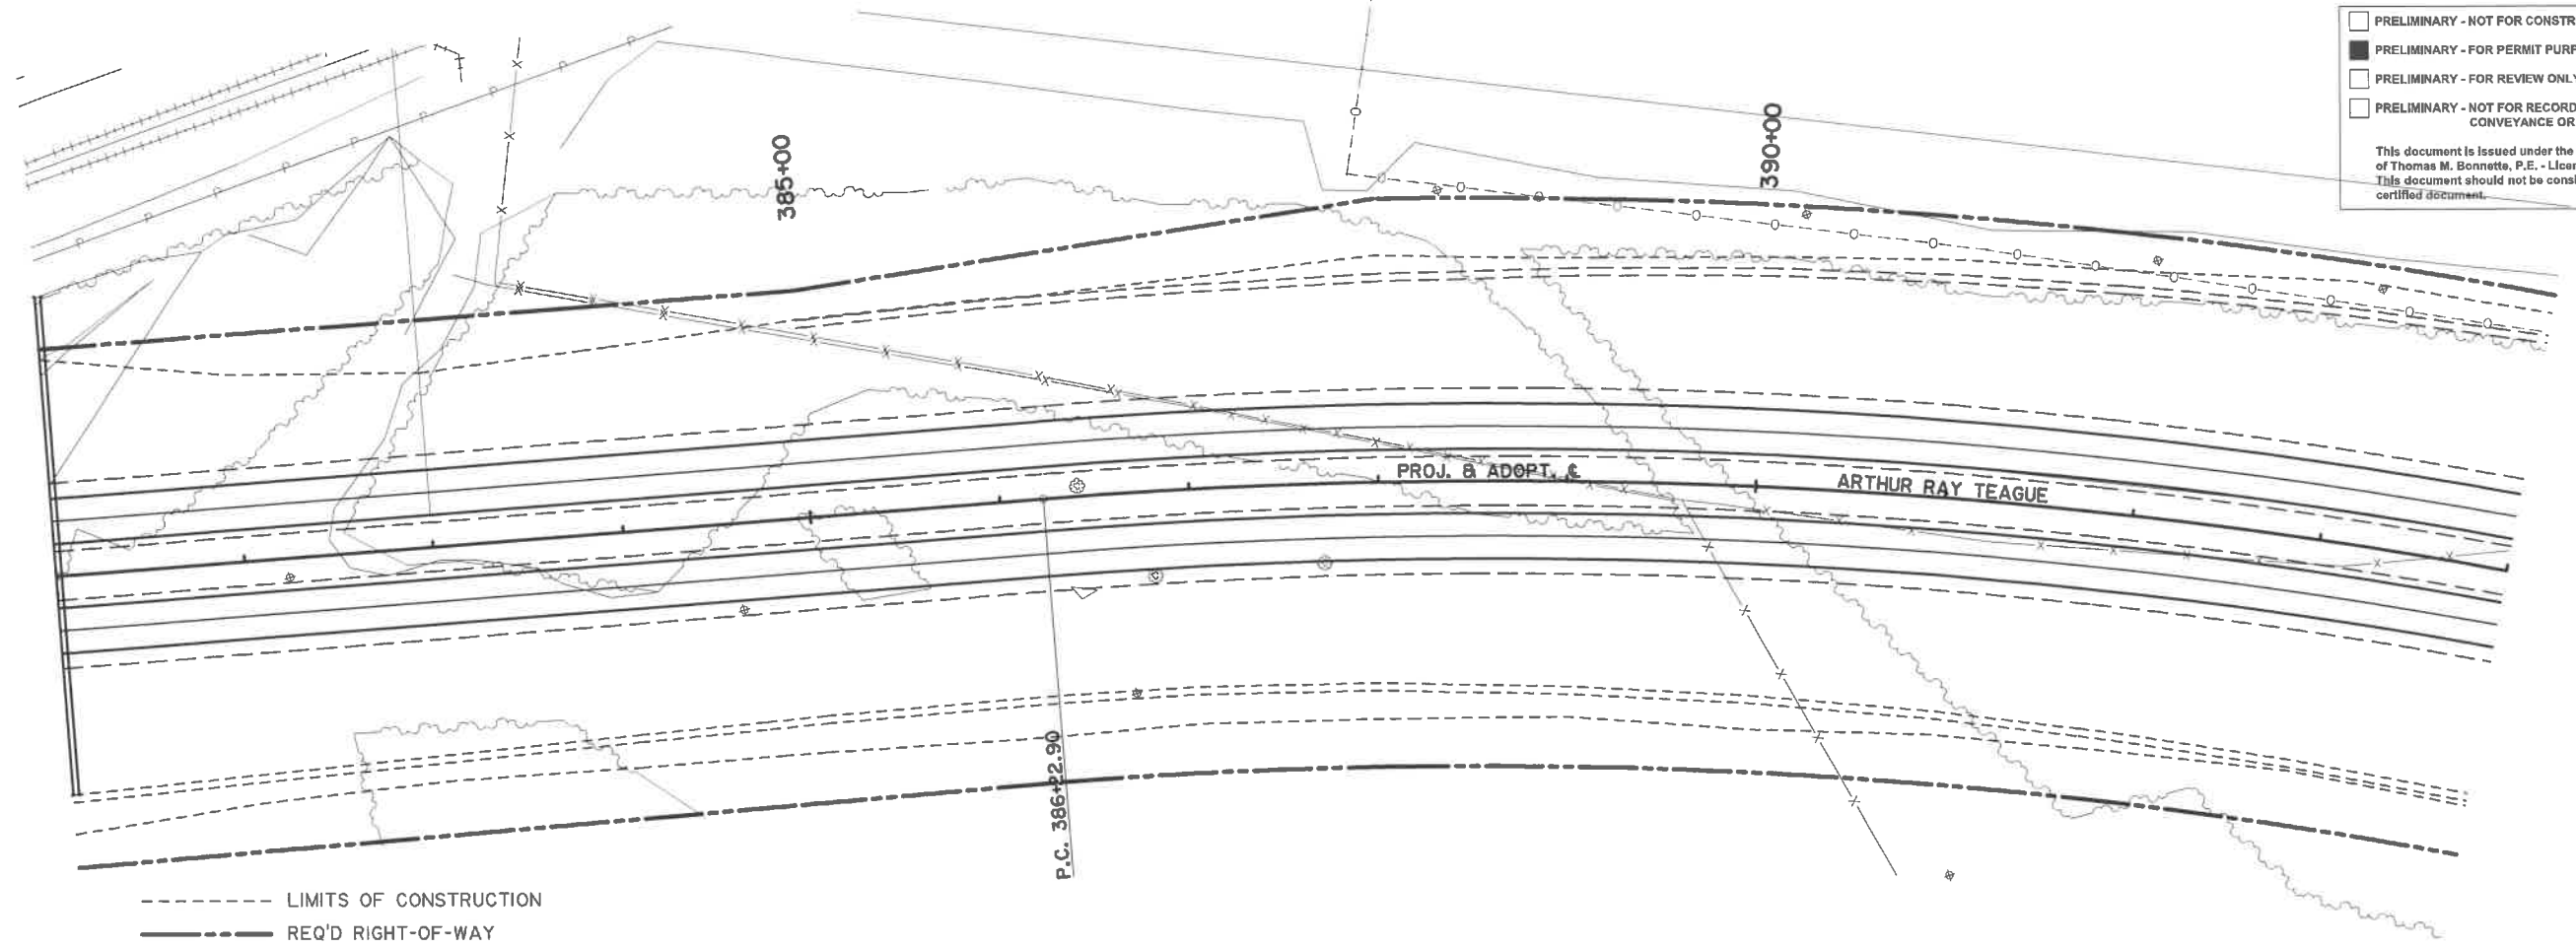 PRELIMINARY - NOT FOR CONSTR
PRELIMINARY - FOR PERMIT PURP
PRELIMINARY - FOR REVIEW ONLY
PRELIMINARY - NOT FOR RECORD
CONVEYANCE OR
This document is issued under the
of Thomas M. Bonnette, P.E. - Licen
This document should not be cons
certified document.
385+00
390+00
PROJ. & ADOPT. ℄
ARTHUR RAY TEAGUE
P.C. 386+22.90
LIMITS OF CONSTRUCTION
REQ'D RIGHT-OF-WAY